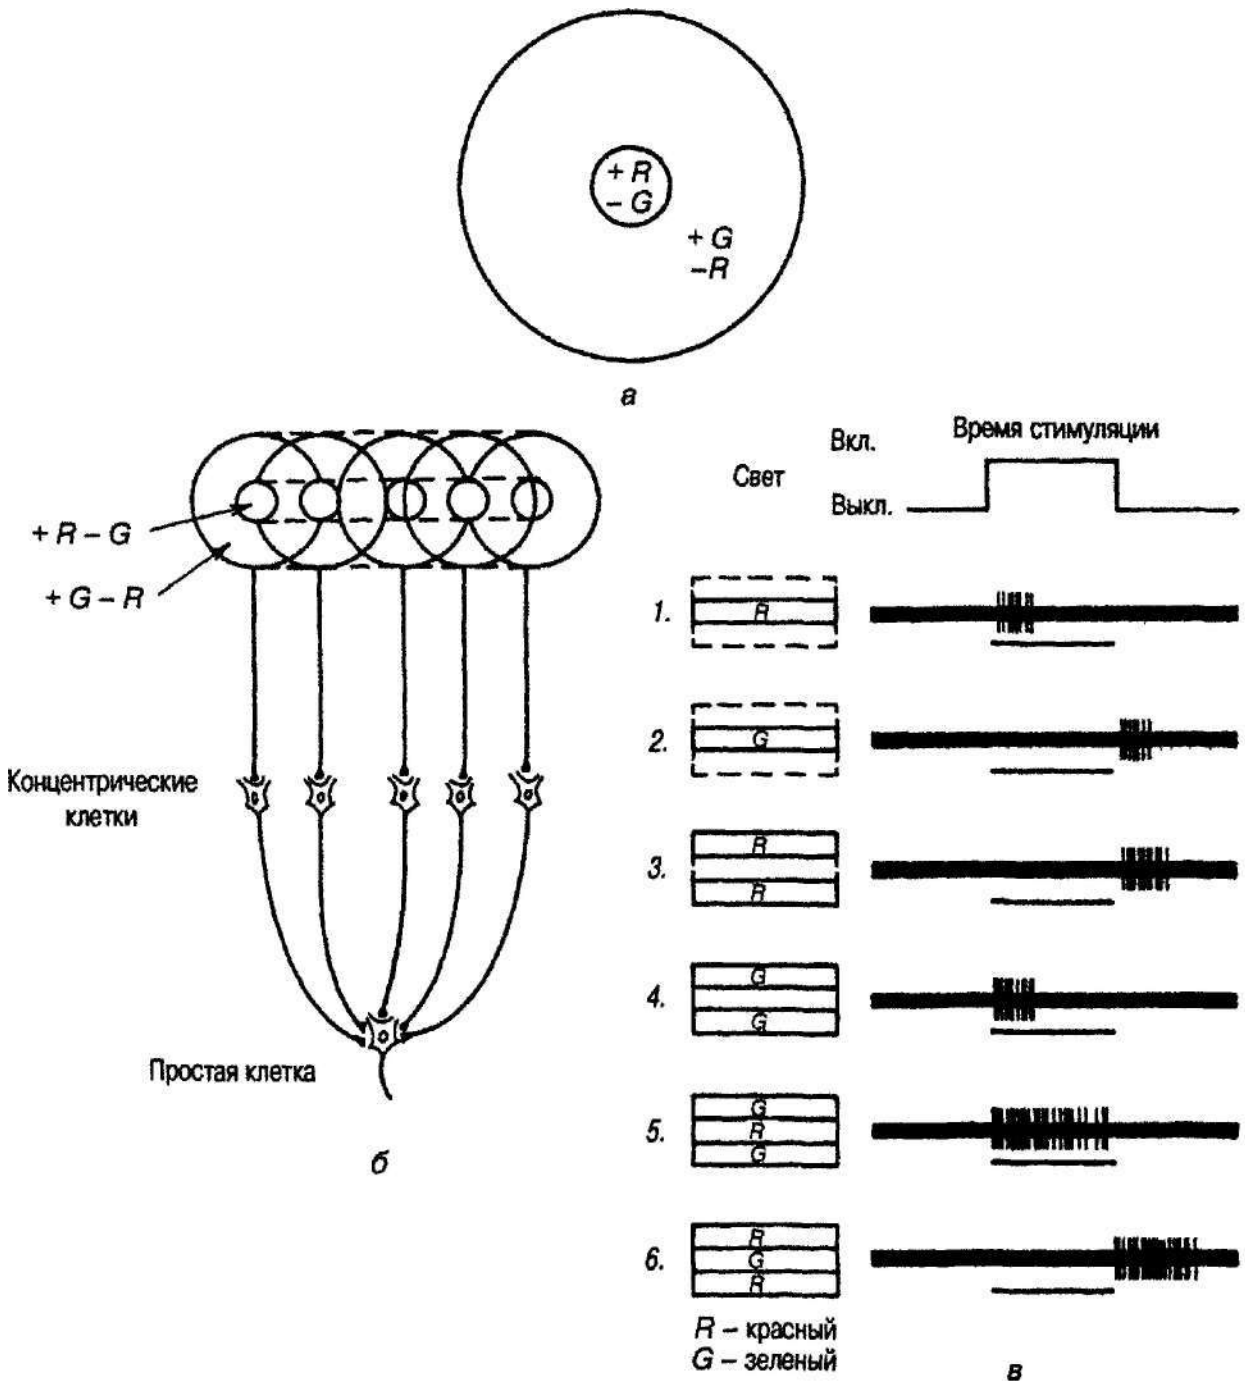 + R
– G
+ G
–R
а
+ R – G
+ G – R
Концентрические
клетки
Простая клетка
б
Вкл.
Время стимуляции
Свет
Выкл.
1.
R
2.
G
3.
R
R
4.
G
G
5.
G
R
G
6.
R
G
R
R – красный
G – зеленый
в